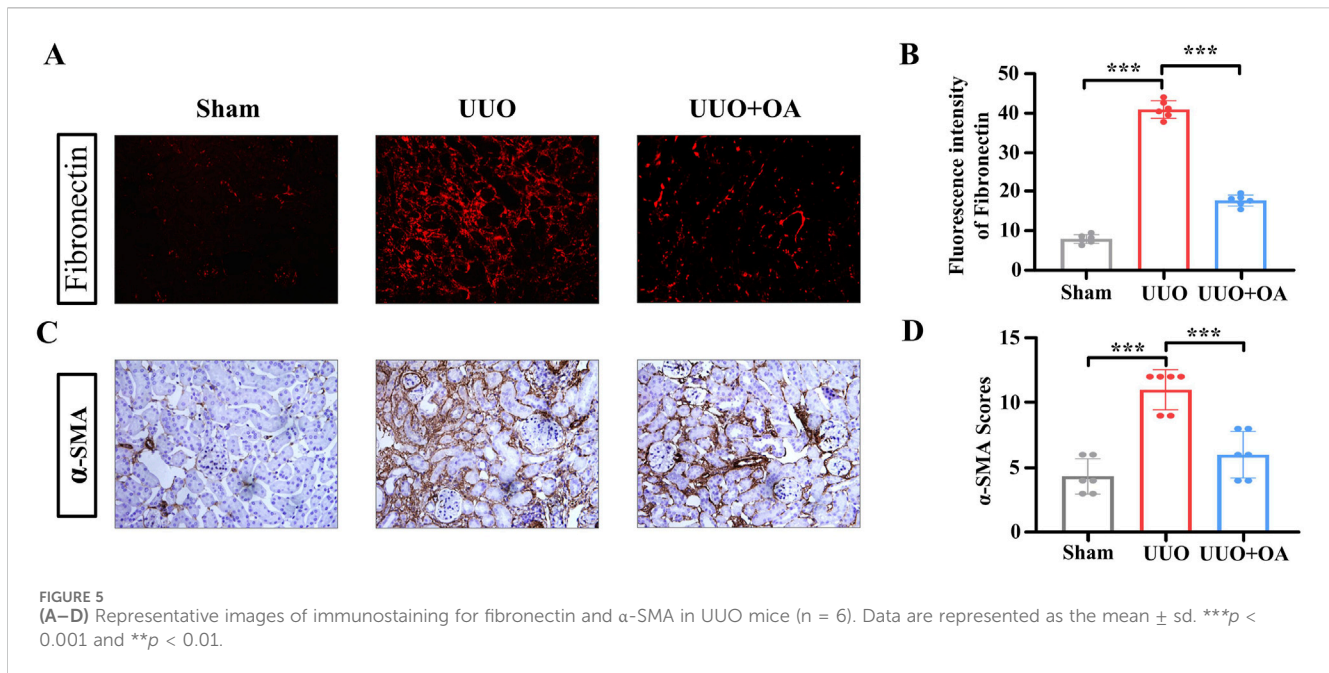 A
Sham
UUO
UUO+OA
Fibronectin
B
***
***
Fluorescence intensity
of Fibronectin
50
40
30
20
10
0
Sham
UUO
UUO+OA
C
α-SMA
D
***
***
α-SMA Scores
15
10
5
0
Sham
UUO
UUO+OA
FIGURE 5
(A–D) Representative images of immunostaining for fibronectin and α-SMA in UUO mice (n = 6). Data are represented as the mean ± sd. ***p <
0.001 and **p < 0.01.